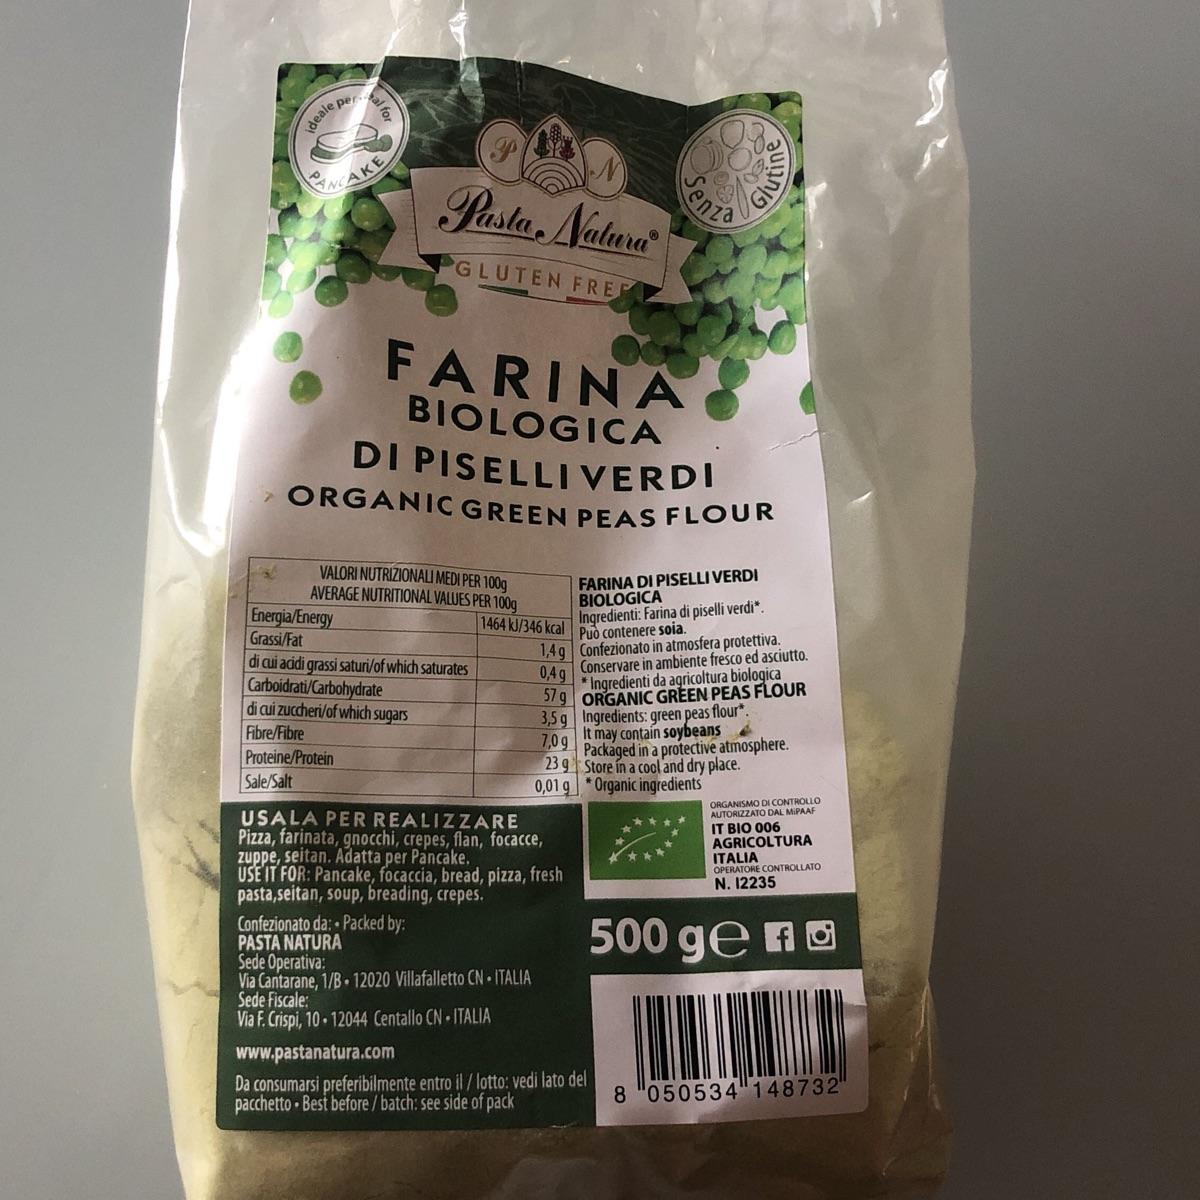 ideale per
al for
PANCAKE
P
N
Senza Glutine
Pasta Natura®
GLUTEN FREE
FARINA
BIOLOGICA
DI PISELLI VERDI
ORGANIC GREEN PEAS FLOUR
VALORI NUTRIZIONALI MEDI PER 100g
AVERAGE NUTRITIONAL VALUES PER 100g
Energia/Energy 1464 kJ/346 kcal
Grassi/Fat 1,4 g
di cui acidi grassi saturi/of which saturates 0,4 g
Carboidrati/Carbohydrate 57 g
di cui zuccheri/of which sugars 3,5 g
Fibre/Fibre 7,0 g
Proteine/Protein 23 g
Sale/Salt 0,01 g
FARINA DI PISELLI VERDI
BIOLOGICA
Ingredienti: Farina di piselli verdi*.
Può contenere soia.
Confezionato in atmosfera protettiva.
Conservare in ambiente fresco ed asciutto.
* Ingredienti da agricoltura biologica
ORGANIC GREEN PEAS FLOUR
Ingredients: green peas flour*.
It may contain soybeans
Packaged in a protective atmosphere.
Store in a cool and dry place.
* Organic ingredients
USALA PER REALIZZARE
Pizza, farinata, gnocchi, crepes, flan, focacce,
zuppe, seitan. Adatta per Pancake.
USE IT FOR: Pancake, focaccia, bread, pizza, fresh
pasta,seitan, soup, breading, crepes.
Confezionato da: • Packed by:
PASTA NATURA
Sede Operativa:
Via Cantarane, 1/B • 12020 Villafalletto CN • ITALIA
Sede Fiscale:
Via F. Crispi, 10 • 12044 Centallo CN • ITALIA
www.pastanatura.com
Da consumarsi preferibilmente entro il / lotto: vedi lato del
pacchetto • Best before / batch: see side of pack
ORGANISMO DI CONTROLLO
AUTORIZZATO DAL MiPAAF
IT BIO 006
AGRICOLTURA
ITALIA
OPERATORE CONTROLLATO
N. I2235
500 g e
8 050534 148732